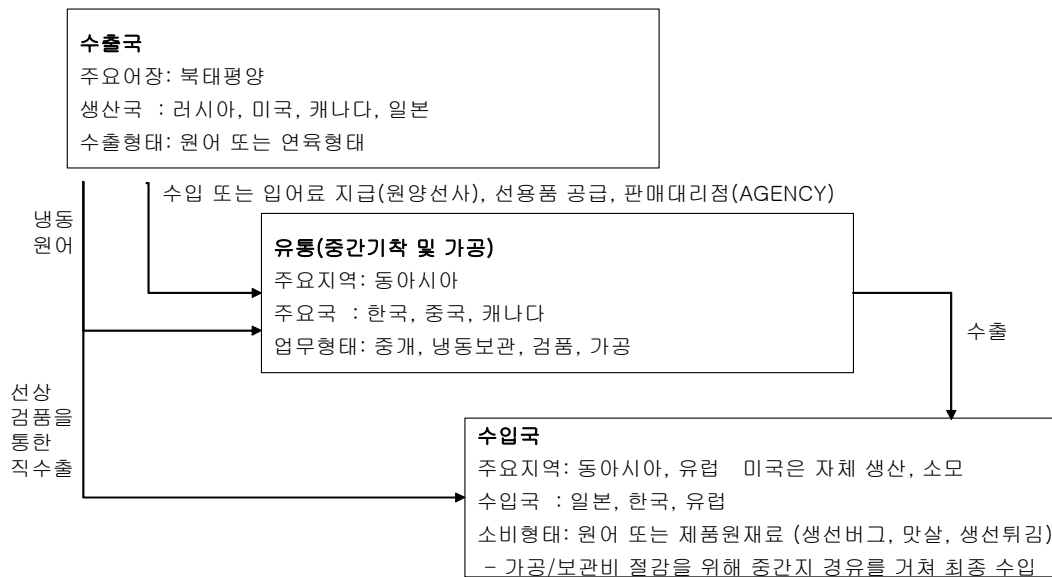 수출국
주요어장: 북태평양
생산국 : 러시아, 미국, 캐나다, 일본
수출형태: 원어 또는 연육형태
수입 또는 입어료 지급(원양선사), 선용품 공급, 판매대리점(AGENCY)
냉동
원어
유통(중간기착 및 가공)
주요지역: 동아시아
주요국 : 한국, 중국, 캐나다
업무형태: 중개, 냉동보관, 검품, 가공
수출
선상
검품을
통한
직수출
수입국
주요지역: 동아시아, 유럽 미국은 자체 생산, 소모
수입국 : 일본, 한국, 유럽
소비형태: 원어 또는 제품원재료 (생선버그, 맛살, 생선튀김)
- 가공/보관비 절감을 위해 중간지 경유를 거쳐 최종 수입